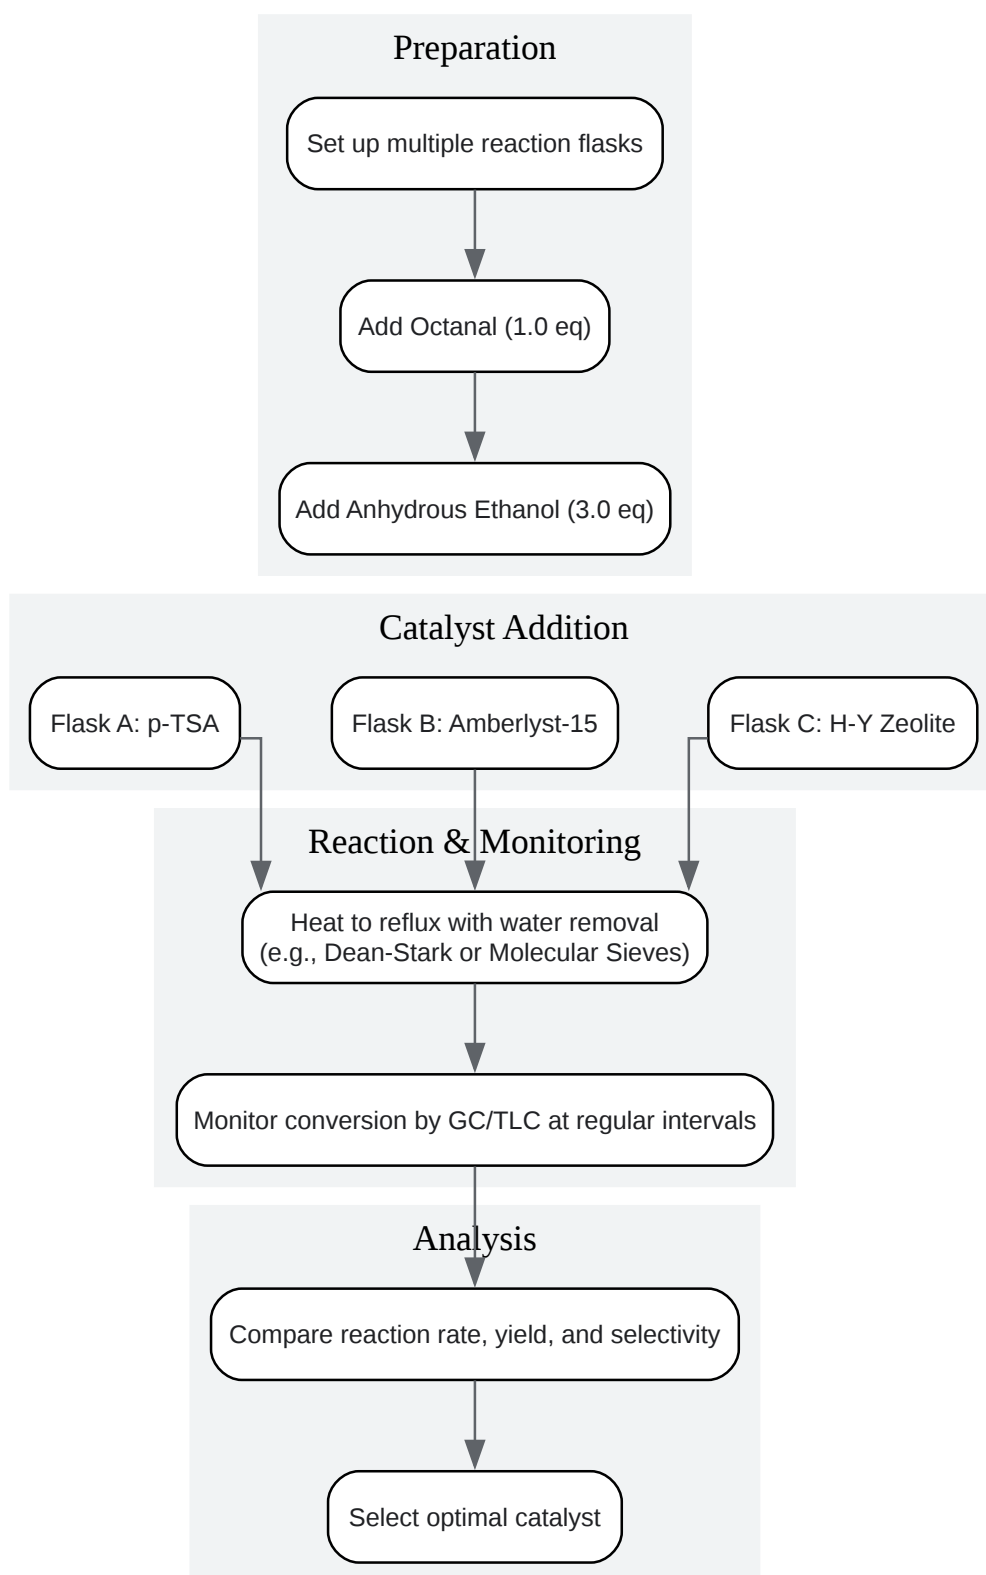 Preparation
Set up multiple reaction flasks
Add Octanal (1.0 eq)
Add Anhydrous Ethanol (3.0 eq)
Catalyst Addition
Flask A: p-TSA
Flask B: Amberlyst-15
Flask C: H-Y Zeolite
Reaction & Monitoring
Heat to reflux with water removal
(e.g., Dean-Stark or Molecular Sieves)
Monitor conversion by GC/TLC at regular intervals
Analysis
Compare reaction rate, yield, and selectivity
Select optimal catalyst